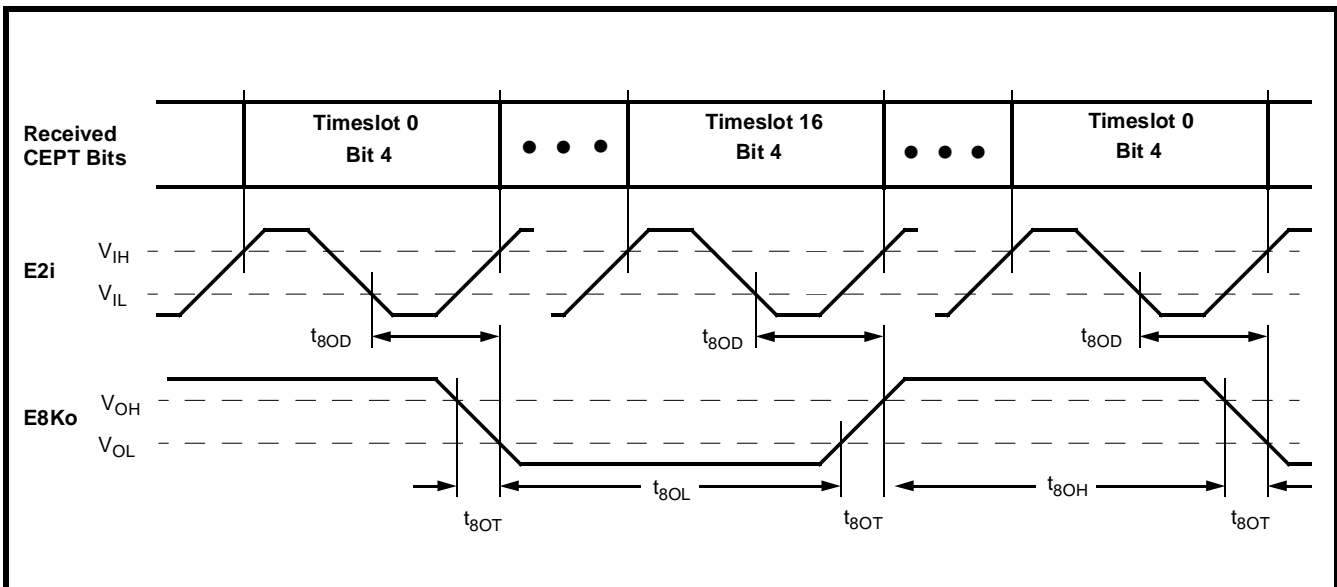 Received
CEPT Bits
Timeslot 0
Bit 4
• • •
Timeslot 16
Bit 4
• • •
Timeslot 0
Bit 4
E2i
VIH
VIL
t8OD
t8OD
t8OD
E8Ko
VOH
VOL
t8OL
t8OH
t8OT
t8OT
t8OT